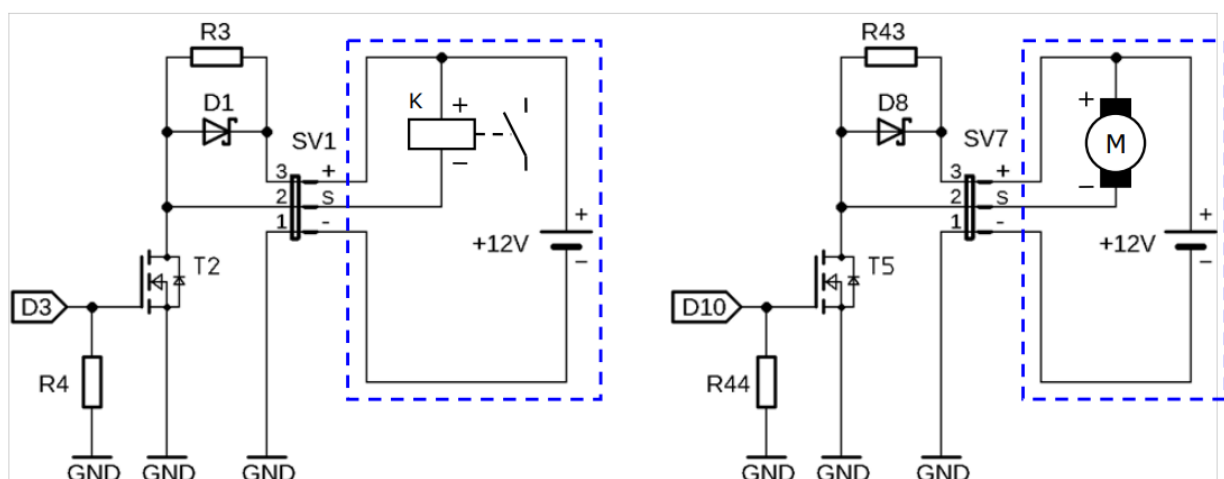 R3
D1
SV1
3 +
2 S
1 -
K
+
−
+
+12V
−
T2
D3
R4
GND GND GND
R43
D8
SV7
3 +
2 S
1 -
+
M
−
+
+12V
−
T5
D10
R44
GND GND GND